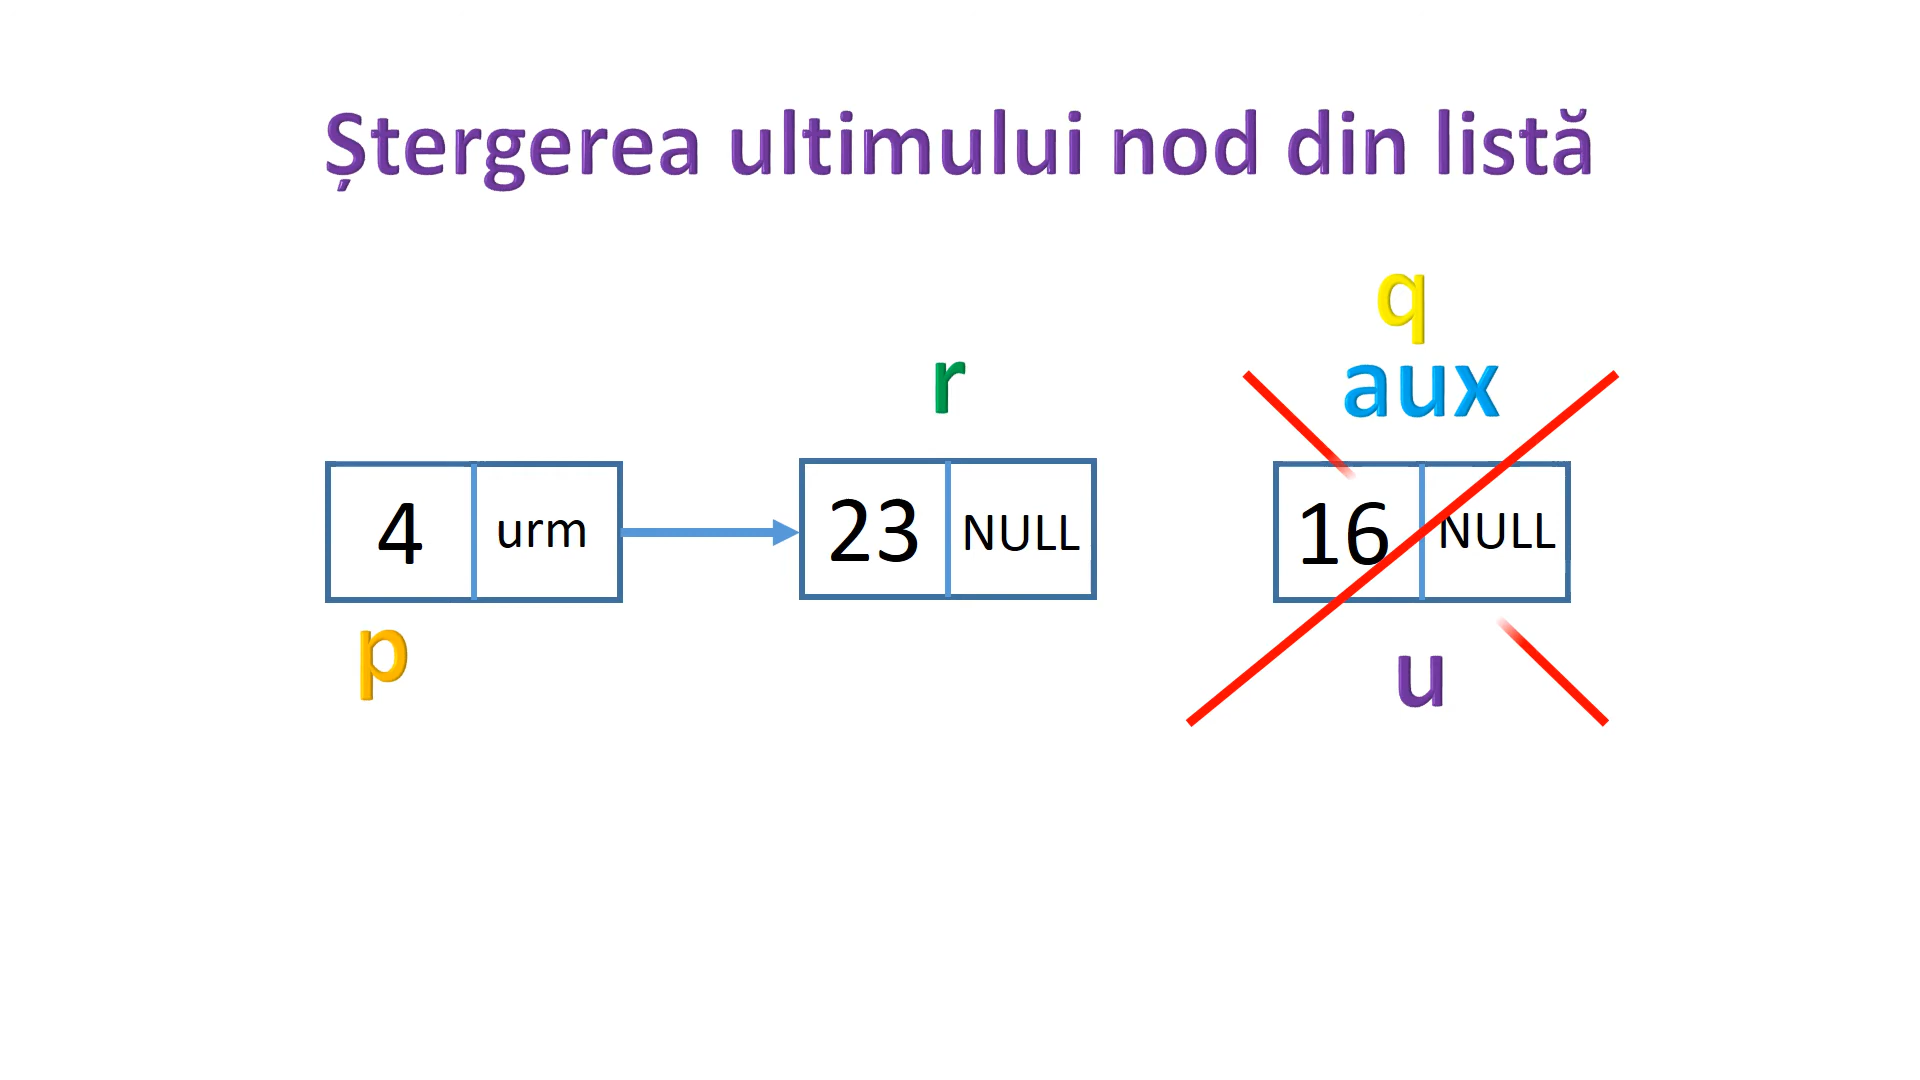 Ștergerea ultimului nod din listă
q
r
aux
4 urm
23 NULL
16 NULL
p
u